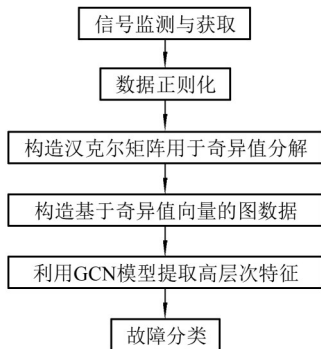 信号监测与获取
数据正则化
构造汉克尔矩阵用于奇异值分解
构造基于奇异值向量的图数据
利用GCN模型提取高层次特征
故障分类